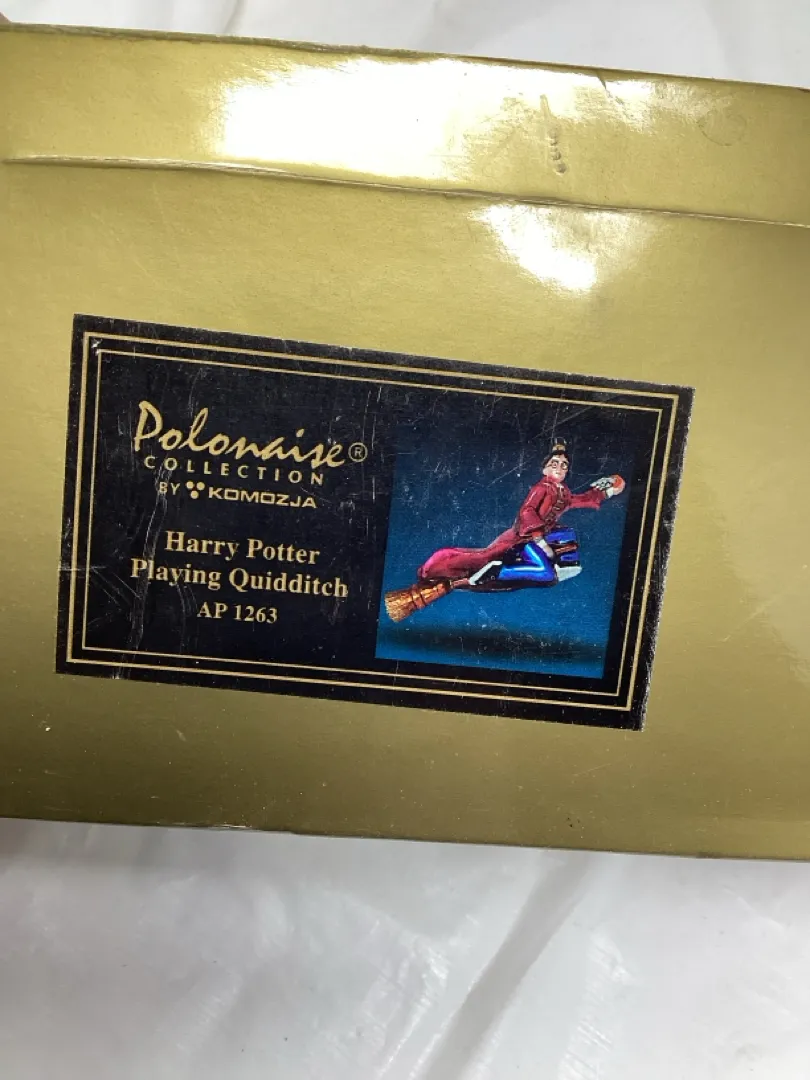 Polonaise®
COLLECTION
BY KOMOZJA
Harry Potter
Playing Quidditch
AP 1263